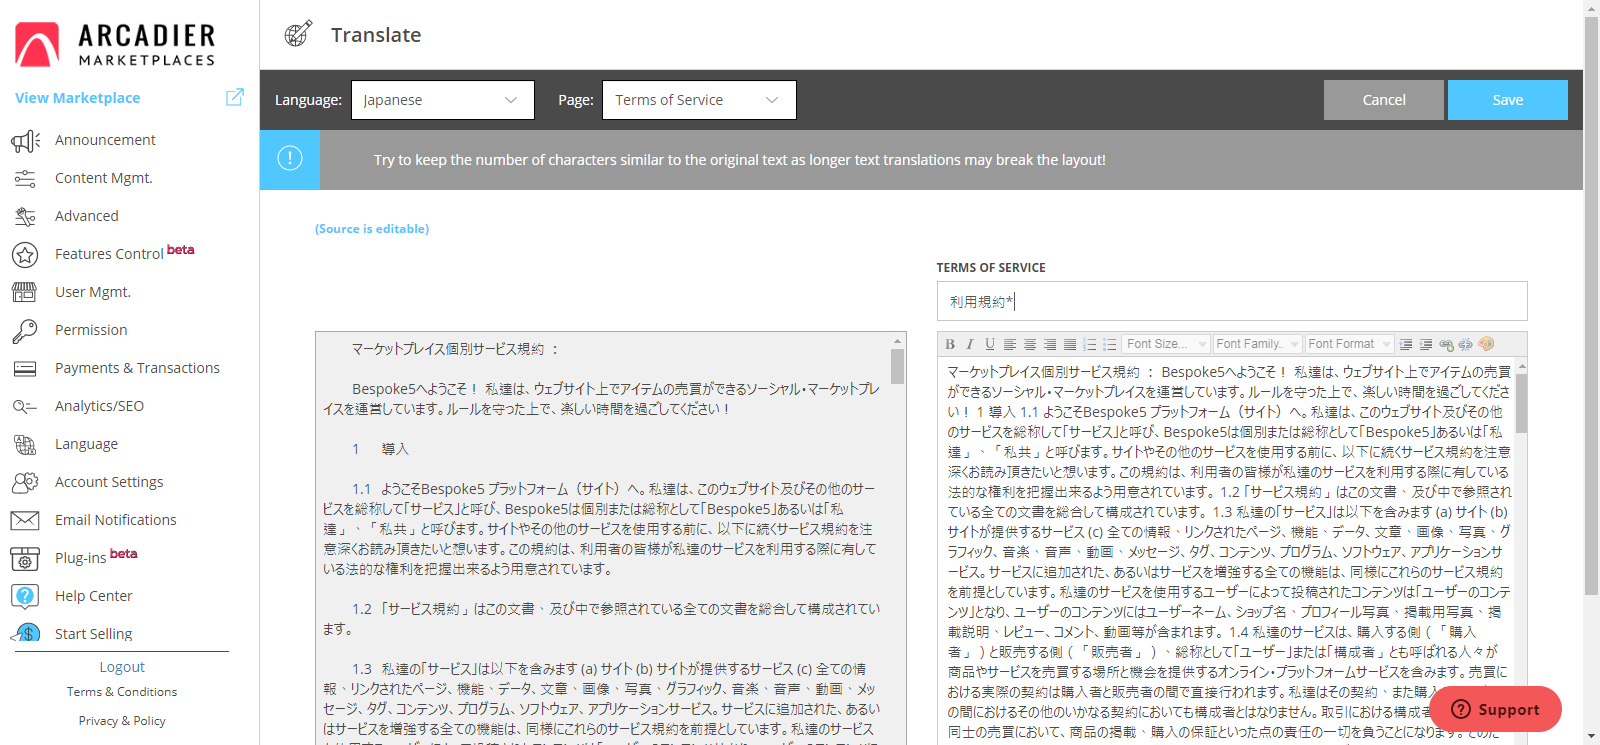 ARCADIER
MARKETPLACES
View Marketplace
Announcement
Content Mgmt.
Advanced
Features Control beta
User Mgmt.
Permission
Payments & Transactions
Analytics/SEO
Language
Account Settings
Email Notifications
Plug-ins beta
Help Center
Start Selling
Logout
Terms & Conditions
Privacy & Policy
Translate
Language: Japanese Page: Terms of Service Cancel Save
Try to keep the number of characters similar to the original text as longer text translations may break the layout!
(Source is editable)
マーケットプレイス個別サービス規約 ：
Bespoke5へようこそ！ 私達は、ウェブサイト上でアイテムの売買ができるソーシャル・マーケットプレ
イスを運営しています。ルールを守った上で、楽しい時間を過ごしてください！
1 導入
1.1 ようこそBespoke5 プラットフォーム（サイト）へ。私達は、このウェブサイト及びその他のサー
ビスを総称して「サービス」と呼び、Bespoke5は個別または総称として「Bespoke5」あるいは「私
達」、「私共」と呼びます。サイトやその他のサービスを使用する前に、以下に続くサービス規約を注
意深くお読み頂きたいと想います。この規約は、利用者の皆様が私達のサービスを利用する際に有して
いる法的な権利を把握出来るよう用意されています。
1.2 「サービス規約」はこの文書、及び中で参照されている全ての文書を総合して構成されてい
ます。
1.3 私達の「サービス」は以下を含みます (a) サイト (b) サイトが提供するサービス (c) 全ての情
報、リンクされたページ、機能、データ、文章、画像、写真、グラフィック、音楽、音声、動画、メッ
セージ、タグ、コンテンツ、プログラム、ソフトウェア、アプリケーションサービス。サービスに追加された、あるい
はサービスを増強する全ての機能は、同様にこれらのサービス規約を前提としています。私達のサービス
TERMS OF SERVICE
利用規約*
B I U Font Size... Font Family. Font Format
マーケットプレイス個別サービス規約 ： Bespoke5へようこそ！ 私達は、ウェブサイト上でアイテムの売買
ができるソーシャル・マーケットプレイスを運営しています。ルールを守った上で、楽しい時間を過ごしてくださ
い！ 1 導入 1.1 ようこそBespoke5 プラットフォーム（サイト）へ。私達は、このウェブサイト及びその他
のサービスを総称して「サービス」と呼び、Bespoke5は個別または総称として「Bespoke5」あるいは「私
達」、「私共」と呼びます。サイトやその他のサービスを使用する前に、以下に続くサービス規約を注意
深くお読み頂きたいと想います。この規約は、利用者の皆様が私達のサービスを利用する際に有している
法的な権利を把握出来るよう用意されています。 1.2 「サービス規約」はこの文書、及び中で参照され
ている全ての文書を総合して構成されています。 1.3 私達の「サービス」は以下を含みます (a) サイト (b)
サイトが提供するサービス (c) 全ての情報、リンクされたページ、機能、データ、文章、画像、写真、グ
ラフィック、音楽、音声、動画、メッセージ、タグ、コンテンツ、プログラム、ソフトウェア、アプリケーションサ
ービス。サービスに追加された、あるいはサービスを増強する全ての機能は、同様にこれらのサービス規約
を前提としています。私達のサービスを使用するユーザーによって投稿されたコンテンツは「ユーザーのコンテ
ンツ」となり、ユーザーのコンテンツにはユーザーネーム、ショップ名、プロフィール写真、掲載用写真、掲
載説明、レビュー、コメント、動画等が含まれます。 1.4 私達のサービスは、購入する側（「購入
者」）と販売する側（「販売者」）、総称として「ユーザー」または「構成者」とも呼ばれる人々が
商品やサービスを売買する場所と機会を提供するオンライン・プラットフォームサービスを含みます。売買に
おける実際の契約は購入者と販売者の間で直接行われます。私達はその契約、また購入
の間におけるその他のいかなる契約においても構成者とはなりません。取引における構成者
同士の売買において、商品の掲載、購入の保証といった点の責任の一切を負うことになります。
Support